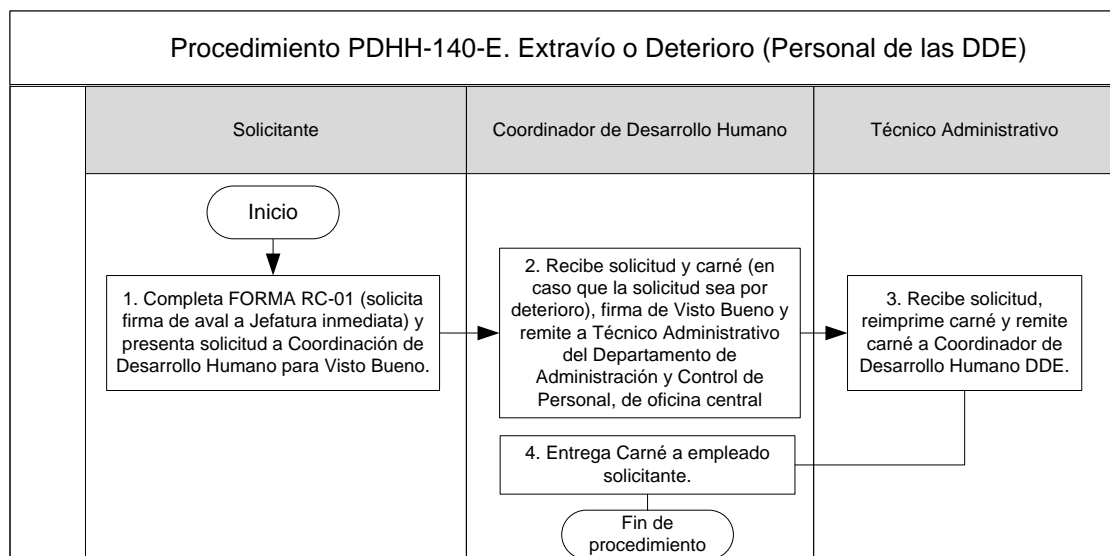 Procedimiento PDHH-140-E. Extravío o Deterioro (Personal de las DDE)
Solicitante
Coordinador de Desarrollo Humano
Técnico Administrativo
Inicio
1. Completa FORMA RC-01 (solicita
firma de aval a Jefatura inmediata) y
presenta solicitud a Coordinación de
Desarrollo Humano para Visto Bueno.
2. Recibe solicitud y carné (en
caso que la solicitud sea por
deterioro), firma de Visto Bueno y
remite a Técnico Administrativo
del Departamento de
Administración y Control de
Personal, de oficina central
3. Recibe solicitud,
reimprime carné y remite
carné a Coordinador de
Desarrollo Humano DDE.
4. Entrega Carné a empleado
solicitante.
Fin de
procedimiento